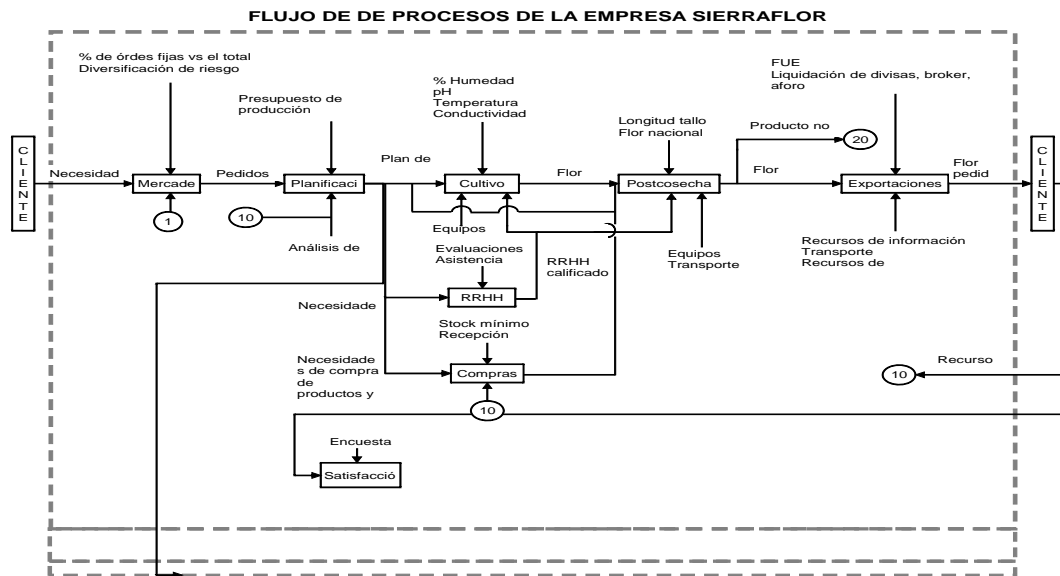 FLUJO DE DE PROCESOS DE LA EMPRESA SIERRAFLOR
% de órdes fijas vs el total
Diversificación de riesgo
Presupuesto de
producción
% Humedad
pH
Temperatura
Conductividad
Longitud tallo
Flor nacional
FUE
Liquidación de divisas, broker,
aforo
Producto no
20
CLIENTE
Necesidad
Mercade
Pedidos
Planificaci
Plan de
Cultivo
Flor
Postcosecha
Flor
Exportaciones
Flor
pedid
CLIENTE
1
10
Análisis de
Equipos
Evaluaciones
Asistencia
RRHH
calificado
Equipos
Transporte
Recursos de información
Transporte
Recursos de
Necesidade
RRHH
Stock mínimo
Recepción
Necesidade
s de compra
de
productos y
Compras
10
Recurso
10
Encuesta
Satisfacció